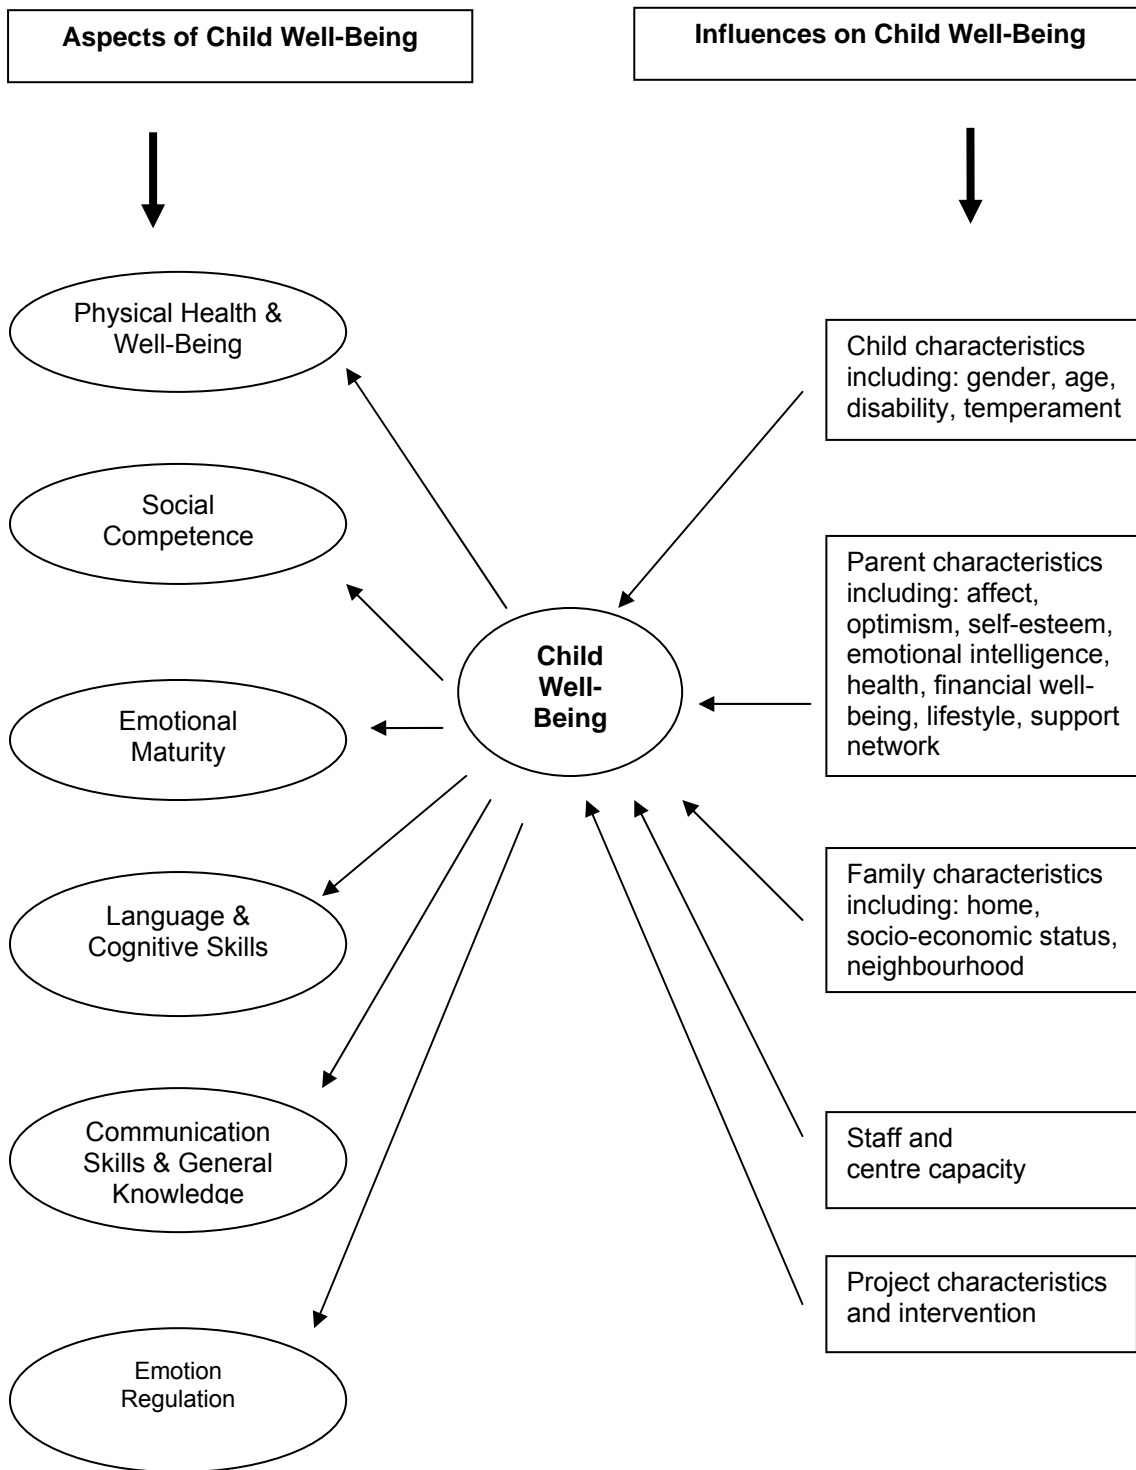 Aspects of Child Well-Being
Influences on Child Well-Being
Physical Health &
Well-Being
Social
Competence
Emotional
Maturity
Language &
Cognitive Skills
Communication
Skills & General
Knowledge
Emotion
Regulation
Child
Well-
Being
Child characteristics
including: gender, age,
disability, temperament
Parent characteristics
including: affect,
optimism, self-esteem,
emotional intelligence,
health, financial well-
being, lifestyle, support
network
Family characteristics
including: home,
socio-economic status,
neighbourhood
Staff and
centre capacity
Project characteristics
and intervention